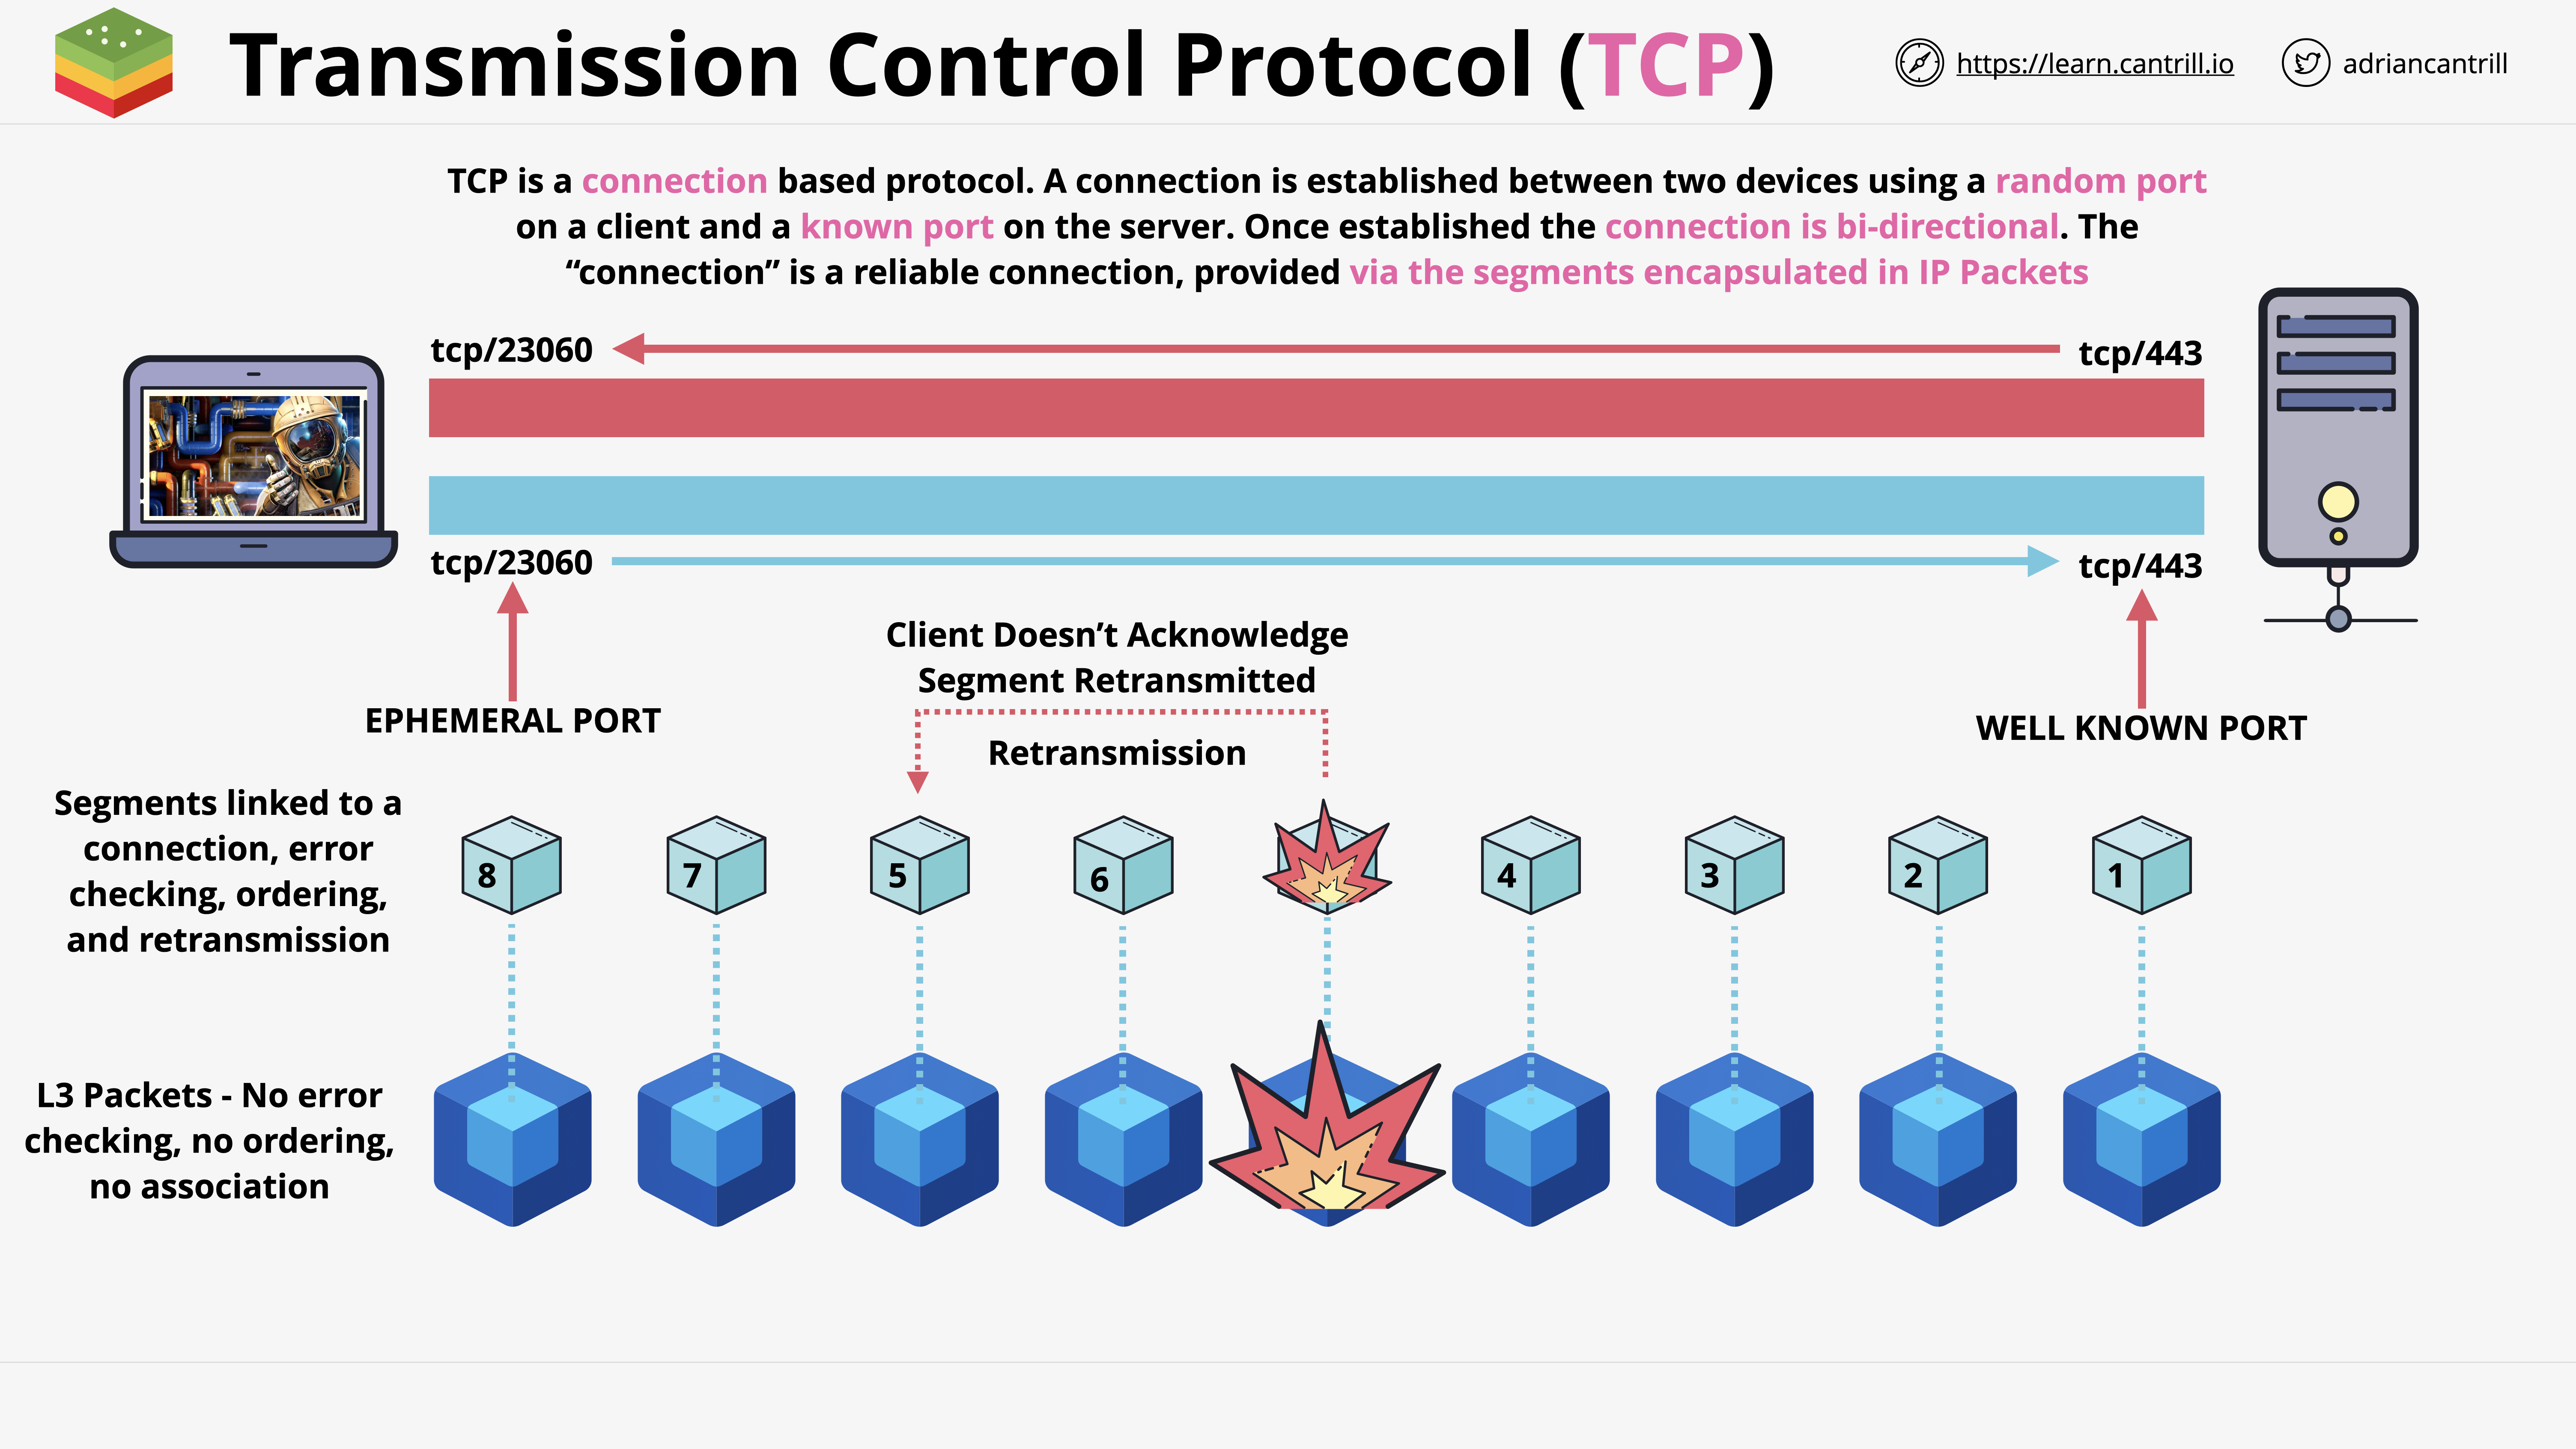 Transmission Control Protocol (TCP)
https://learn.cantrill.io
adriancantrill
TCP is a connection based protocol. A connection is established between two devices using a random port
on a client and a known port on the server. Once established the connection is bi-directional. The
“connection” is a reliable connection, provided via the segments encapsulated in IP Packets
tcp/23060
tcp/443
tcp/23060
tcp/443
EPHEMERAL PORT
WELL KNOWN PORT
Client Doesn’t Acknowledge
Segment Retransmitted
Retransmission
Segments linked to a
connection, error
checking, ordering,
and retransmission
8
7
5
6
4
3
2
1
L3 Packets - No error
checking, no ordering,
no association